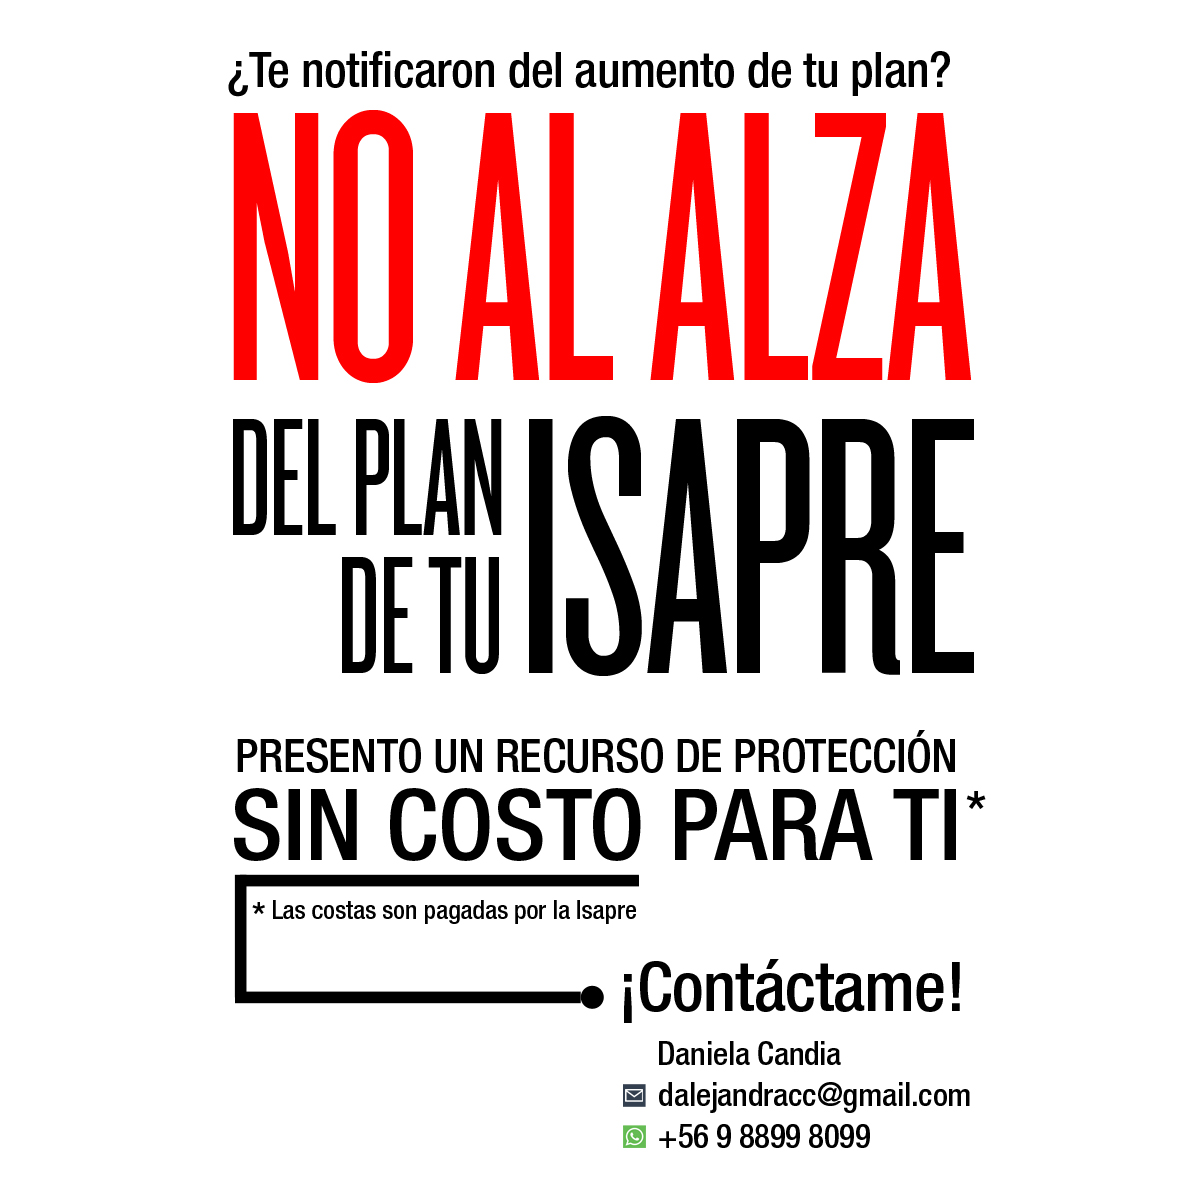 ¿Te notificaron del aumento de tu plan?
NO AL ALZA
DEL PLAN
DE TU ISAPRE
PRESENTO UN RECURSO DE PROTECCIÓN
SIN COSTO PARA TI*
* Las costas son pagadas por la Isapre
¡Contáctame!
Daniela Candia
dalejandracc@gmail.com
+56 9 8899 8099